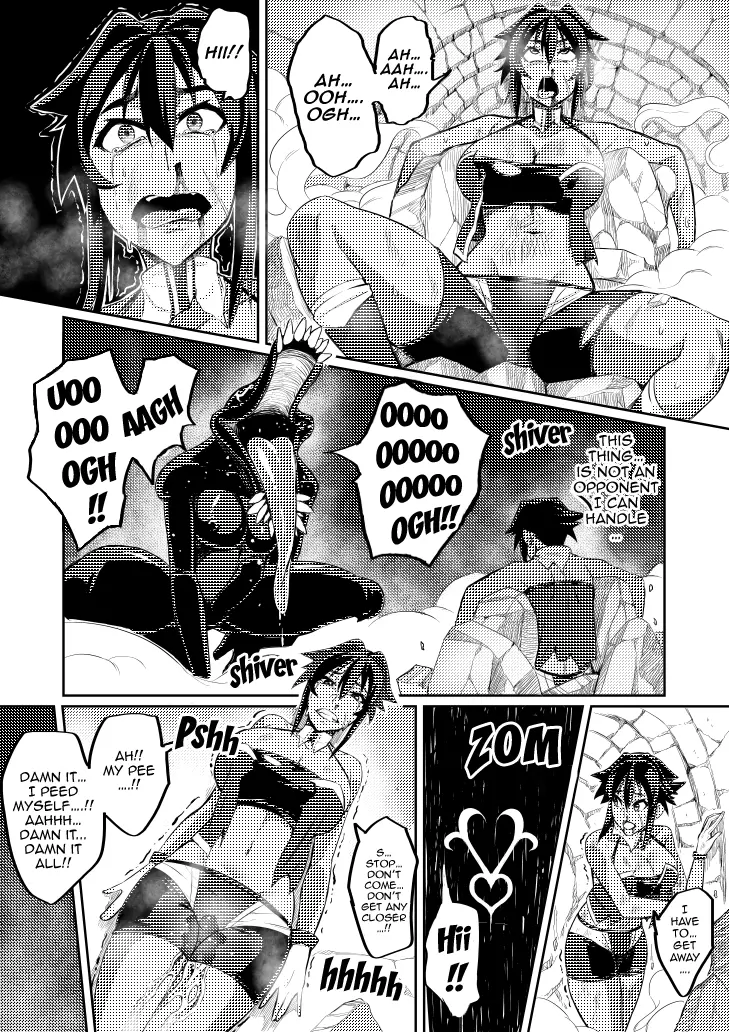 AH...
AAH....
AH...
AH...
OOH....
OGH...
HII!!
THIS
THING...
IS NOT AN
OPPONENT
I CAN
HANDLE
...
shiver
OOOO
OOOOO
OOOOO
OGH!!
UOO
OOO AAGH
OGH
!!
shiver
I
HAVE
TO...
GET
AWAY
....
ZOM
Hii
!!
S...
STOP...
DON'T
COME...
DON'T
GET ANY
CLOSER
...!!
Pshh
hhhhh
AH!!
MY PEE
....!!
DAMN IT...
I PEED
MYSELF....!!
AAHHH...
DAMN IT...
DAMN IT
ALL!!